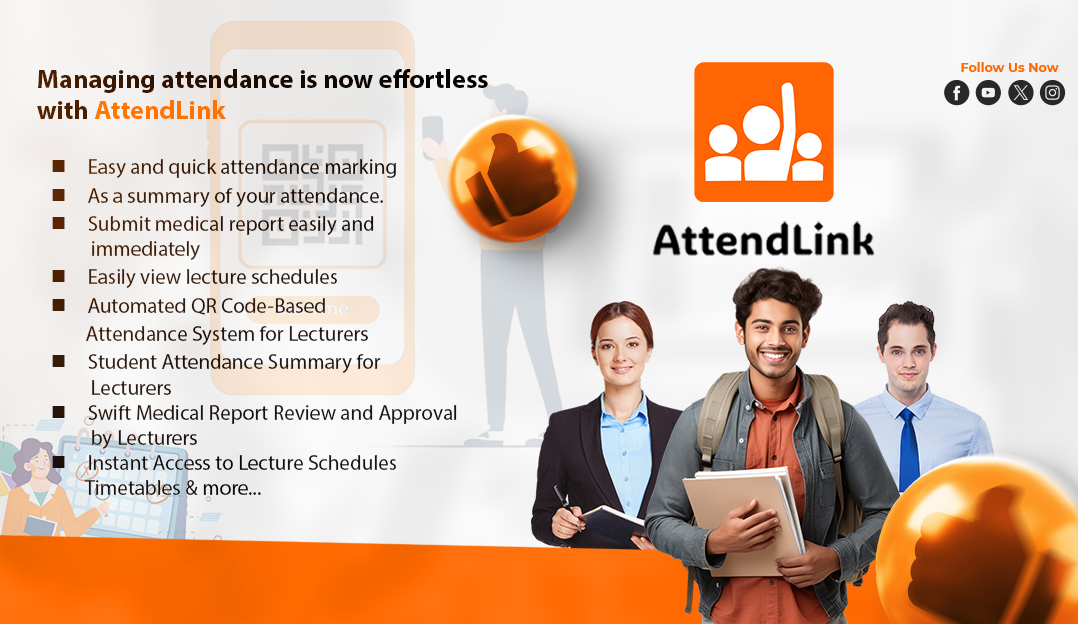 Managing attendance is now effortless
with AttendLink
Easy and quick attendance marking
As a summary of your attendance.
Submit medical report easily and
immediately
Easily view lecture schedules
Automated QR Code-Based
Attendance System for Lecturers
Student Attendance Summary for
Lecturers
Swift Medical Report Review and Approval
by Lecturers
Instant Access to Lecture Schedules
Timetables & more...
AttendLink
Follow Us Now